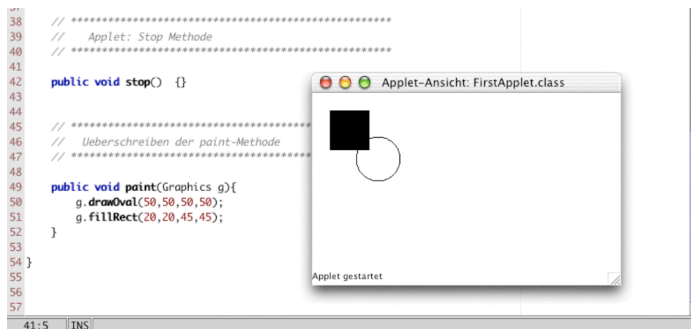 37
38 // ****************************************************
39 // Applet: Stop Methode
40 // ****************************************************
41
42 public void stop() {}
43
44
45 // ****************************************
46 // Ueberschreiben der paint-Methode
47 // ****************************************
48
49 public void paint(Graphics g){
50 g.drawOval(50,50,50,50);
51 g.fillRect(20,20,45,45);
52 }
53
54 }
55
56
57
41:5 INS
Applet-Ansicht: FirstApplet.class
Applet gestartet